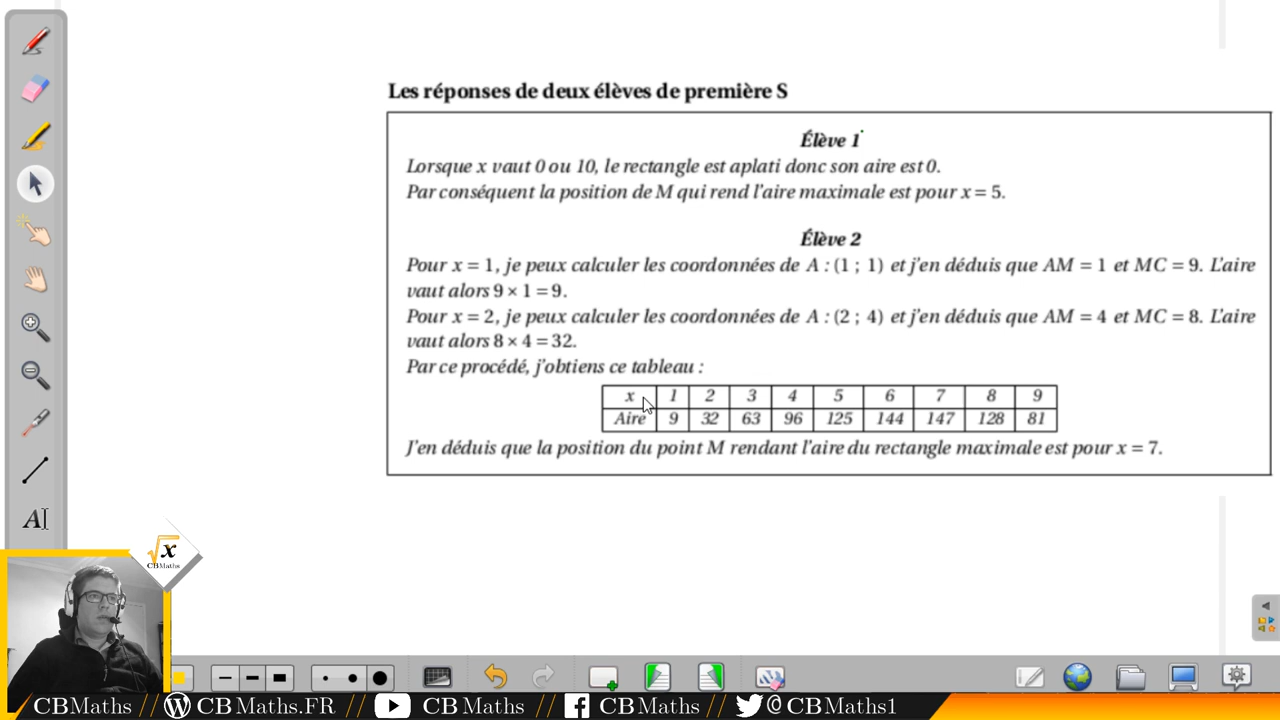 Les réponses de deux élèves de première S
Élève 1
Lorsque x vaut 0 ou 10, le rectangle est aplati donc son aire est 0.
Par conséquent la position de M qui rend l'aire maximale est pour x = 5.
Élève 2
Pour x = 1, je peux calculer les coordonnées de A : (1 ; 1) et j'en déduis que AM = 1 et MC = 9. L'aire
vaut alors 9 × 1 = 9.
Pour x = 2, je peux calculer les coordonnées de A : (2 ; 4) et j'en déduis que AM = 4 et MC = 8. L'aire
vaut alors 8 × 4 = 32.
Par ce procédé, j'obtiens ce tableau :
x 1 2 3 4 5 6 7 8 9
Aire 9 32 63 96 125 144 147 128 81
J'en déduis que la position du point M rendant l'aire du rectangle maximale est pour x = 7.
AI
√x
CBMaths
CBMaths // CBMaths.FR // CBMaths // CBMaths // @CBMaths1